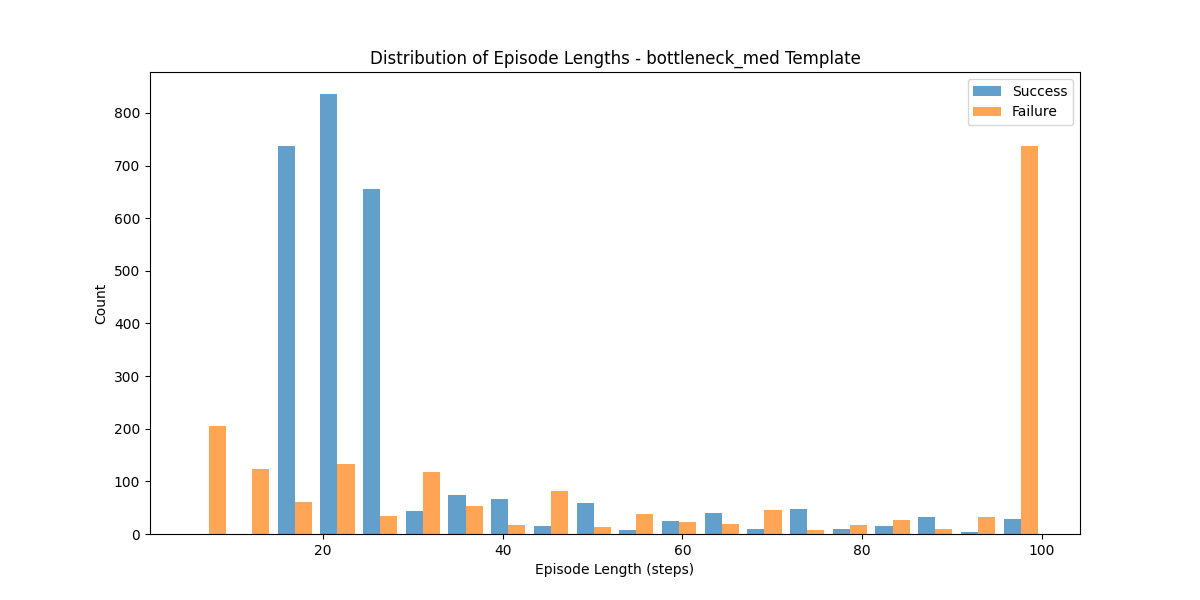 Distribution of Episode Lengths - bottleneck_med Template
Success
Failure
Count
800
700
600
500
400
300
200
100
0
20
40
60
80
100
Episode Length (steps)